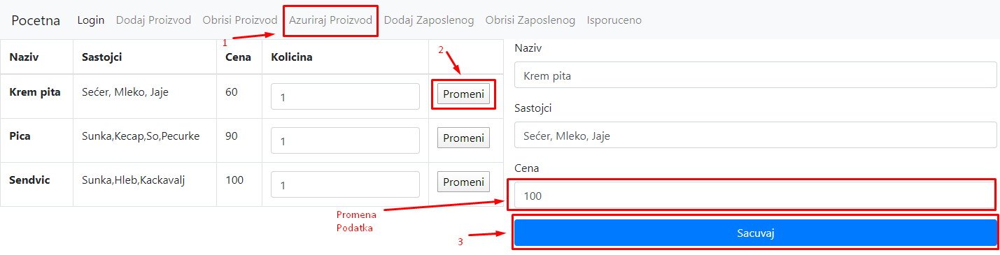 Pocetna Login Dodaj Proizvod Obrisi Proizvod Azuriraj Proizvod Dodaj Zaposlenog Obrisi Zaposlenog Isporuceno
1
Naziv Sastojci Cena Kolicina
2
Krem pita Sećer, Mleko, Jaje 60 1 Promeni
Pica Sunka,Kecap,So,Pecurke 90 1 Promeni
Sendvic Sunka,Hleb,Kackavalj 100 1 Promeni
Naziv
Krem pita
Sastojci
Sećer, Mleko, Jaje
Cena
100
Promena
Podatka
3
Sacuvaj